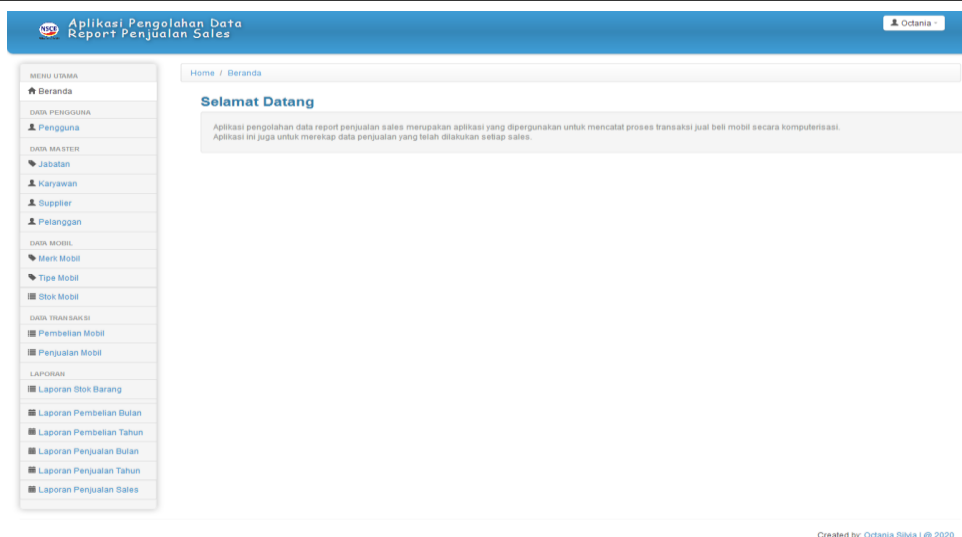 NSCE
Aplikasi Pengolahan Data
Report Penjualan Sales
Octania
MENU UTAMA
Beranda
DATA PENGGUNA
Pengguna
DATA MASTER
Jabatan
Karyawan
Supplier
Pelanggan
DATA MOBIL
Merk Mobil
Tipe Mobil
Stok Mobil
DATA TRANSAKSI
Pembelian Mobil
Penjualan Mobil
LAPORAN
Laporan Stok Barang
Laporan Pembelian Bulan
Laporan Pembelian Tahun
Laporan Penjualan Bulan
Laporan Penjualan Tahun
Laporan Penjualan Sales
Home / Beranda
Selamat Datang
Aplikasi pengolahan data report penjualan sales merupakan aplikasi yang dipergunakan untuk mencatat proses transaksi jual beli mobil secara komputerisasi.
Aplikasi ini juga untuk merekap data penjualan yang telah dilakukan setiap sales.
Created by: Octania Silvia L@ 2020